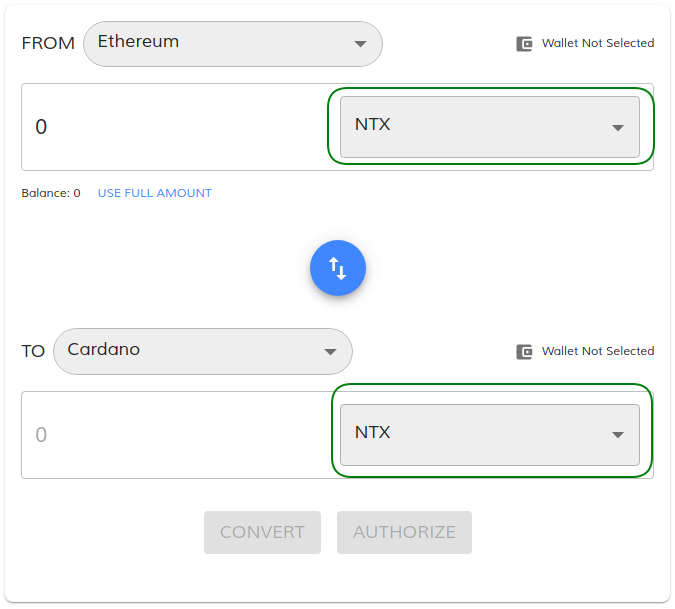 FROM Ethereum Wallet Not Selected
0 NTX
Balance: 0 USE FULL AMOUNT
TO Cardano Wallet Not Selected
0 NTX
CONVERT AUTHORIZE